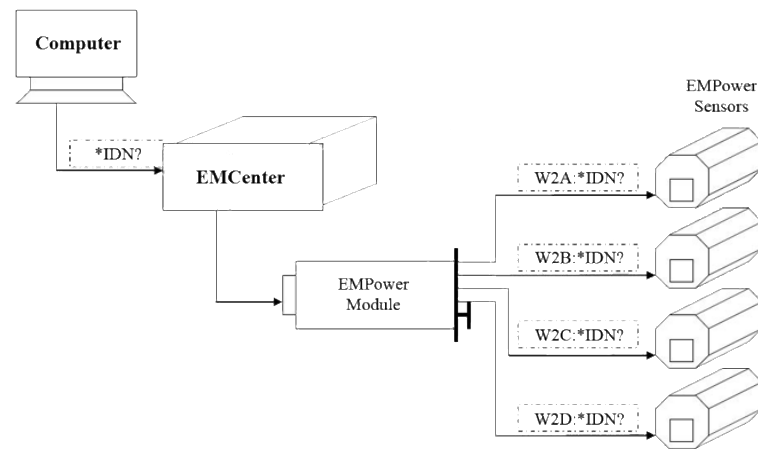 Computer
*IDN?
EMCenter
EMPower
Module
EMPower
Sensors
W2A:*IDN?
W2B:*IDN?
W2C:*IDN?
W2D:*IDN?